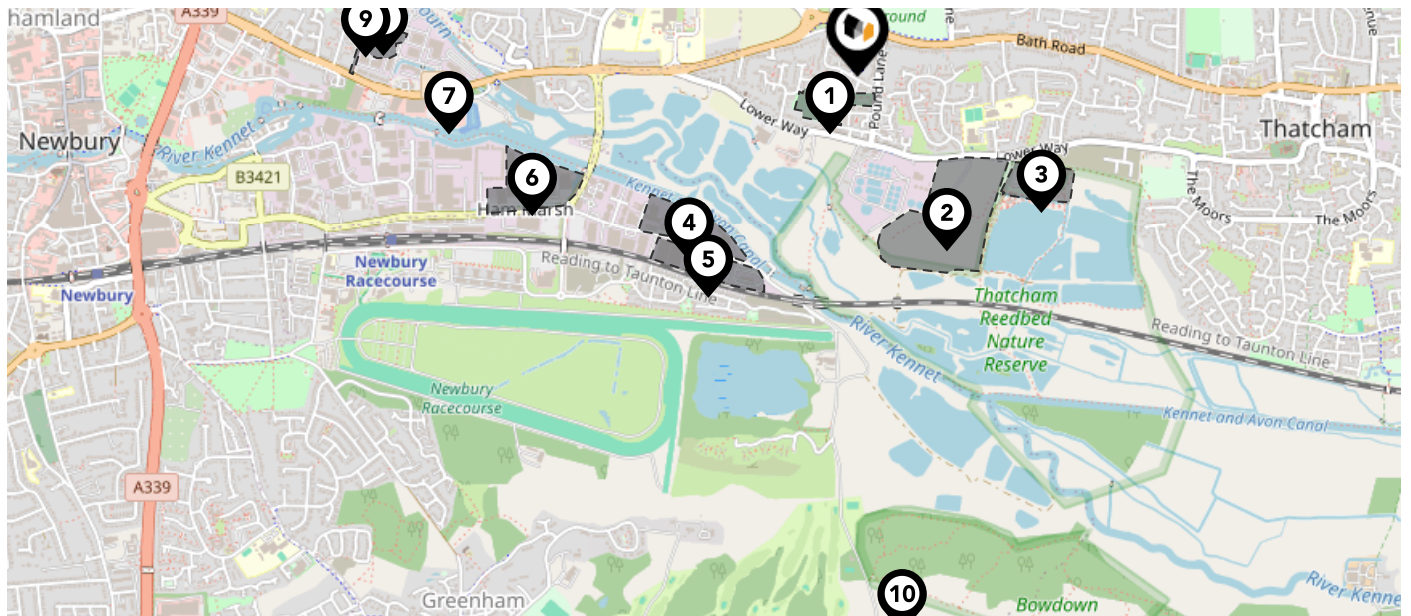 hamland
A339
9
ound
Bath Road
7
1
Lower Way
Pound Lane
Thatcham
Newbury
River Kennet
B3421
6
Ham Marsh
Kennet
on Canal
Lower Way
3
2
4
5
The Moors
The Moors
Newbury
Racecourse
Newbury
Reading to Taunton Line
Thatcham
Reedbed
Nature
Reserve
River Kennet
Reading to Taunton Line
Newbury
Racecourse
Kennet and Avon Canal
A339
10
Greenham
Bowdown
River Kenne